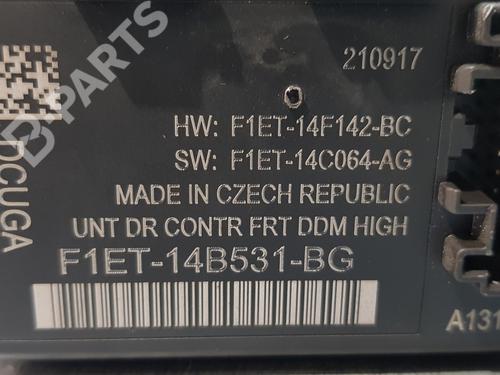 B-PARTS
210917
HW: F1ET-14F142-BC
SW: F1ET-14C064-AG
MADE IN CZECH REPUBLIC
UNT DR CONTR FRT DDM HIGH
F1ET-14B531-BG
DCUGA
A131